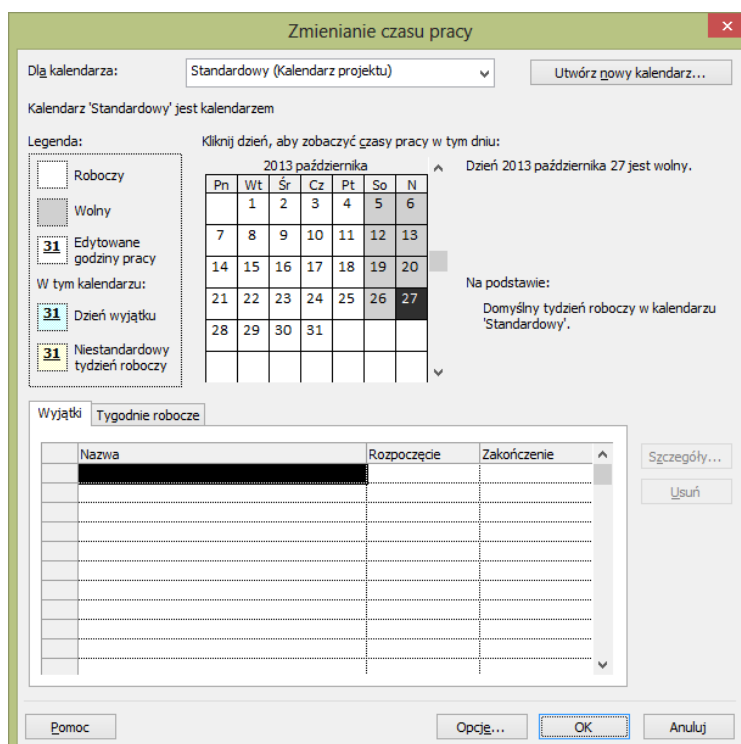 Zmienianie czasu pracy
Dla kalendarza:
Standardowy (Kalendarz projektu)
Utwórz nowy kalendarz...
Kalendarz 'Standardowy' jest kalendarzem
Legenda:
Roboczy
Wolny
31 Edytowane
godziny pracy
W tym kalendarzu:
31 Dzień wyjątku
31 Niestandardowy
tydzień roboczy
Kliknij dzień, aby zobaczyć czasy pracy w tym dniu:
2013 października
Pn Wt Śr Cz Pt So N
1 2 3 4 5 6
7 8 9 10 11 12 13
14 15 16 17 18 19 20
21 22 23 24 25 26 27
28 29 30 31
Dzień 2013 października 27 jest wolny.
Na podstawie:
Domyślny tydzień roboczy w kalendarzu
'Standardowy'.
Wyjątki Tygodnie robocze
Nazwa Rozpoczęcie Zakończenie
Szczegóły...
Usuń
Pomoc
Opcje...
OK
Anuluj